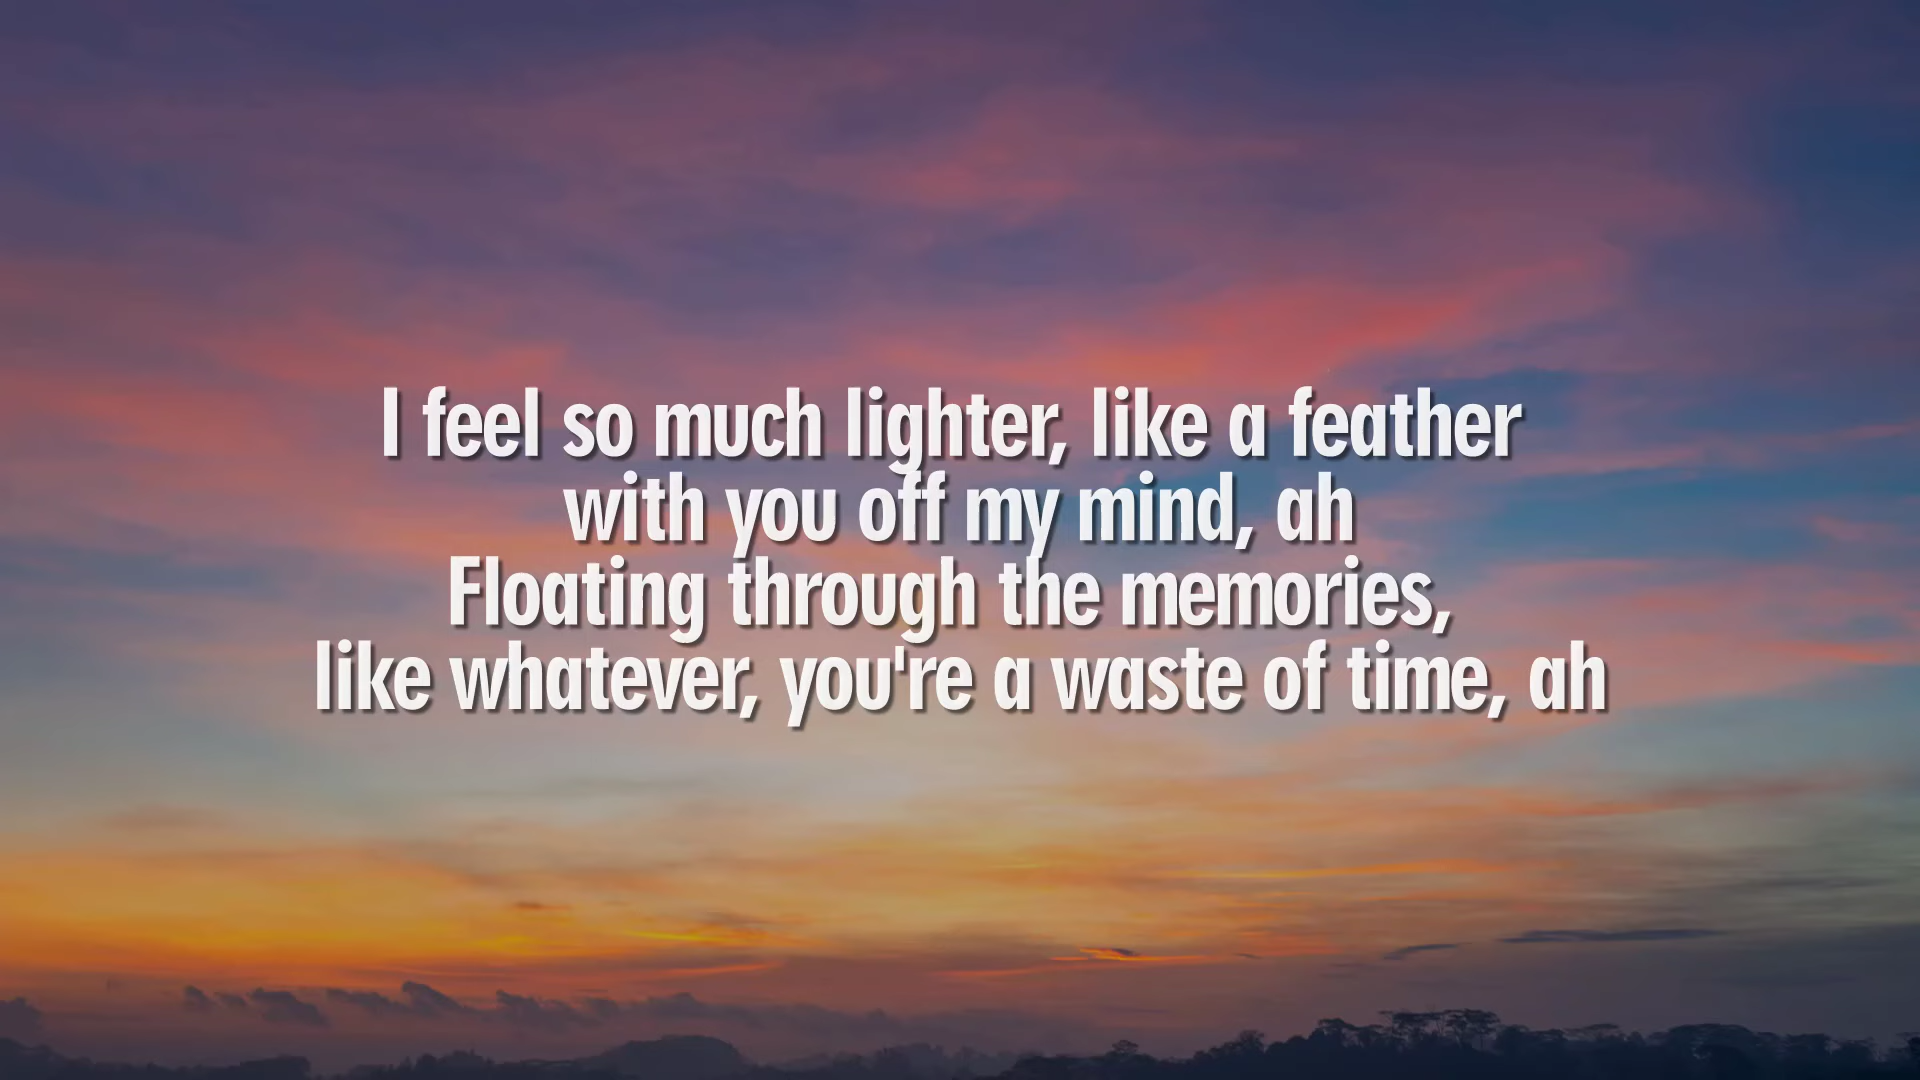 I feel so much lighter, like a feather
with you off my mind, ah
Floating through the memories,
like whatever, you're a waste of time, ah